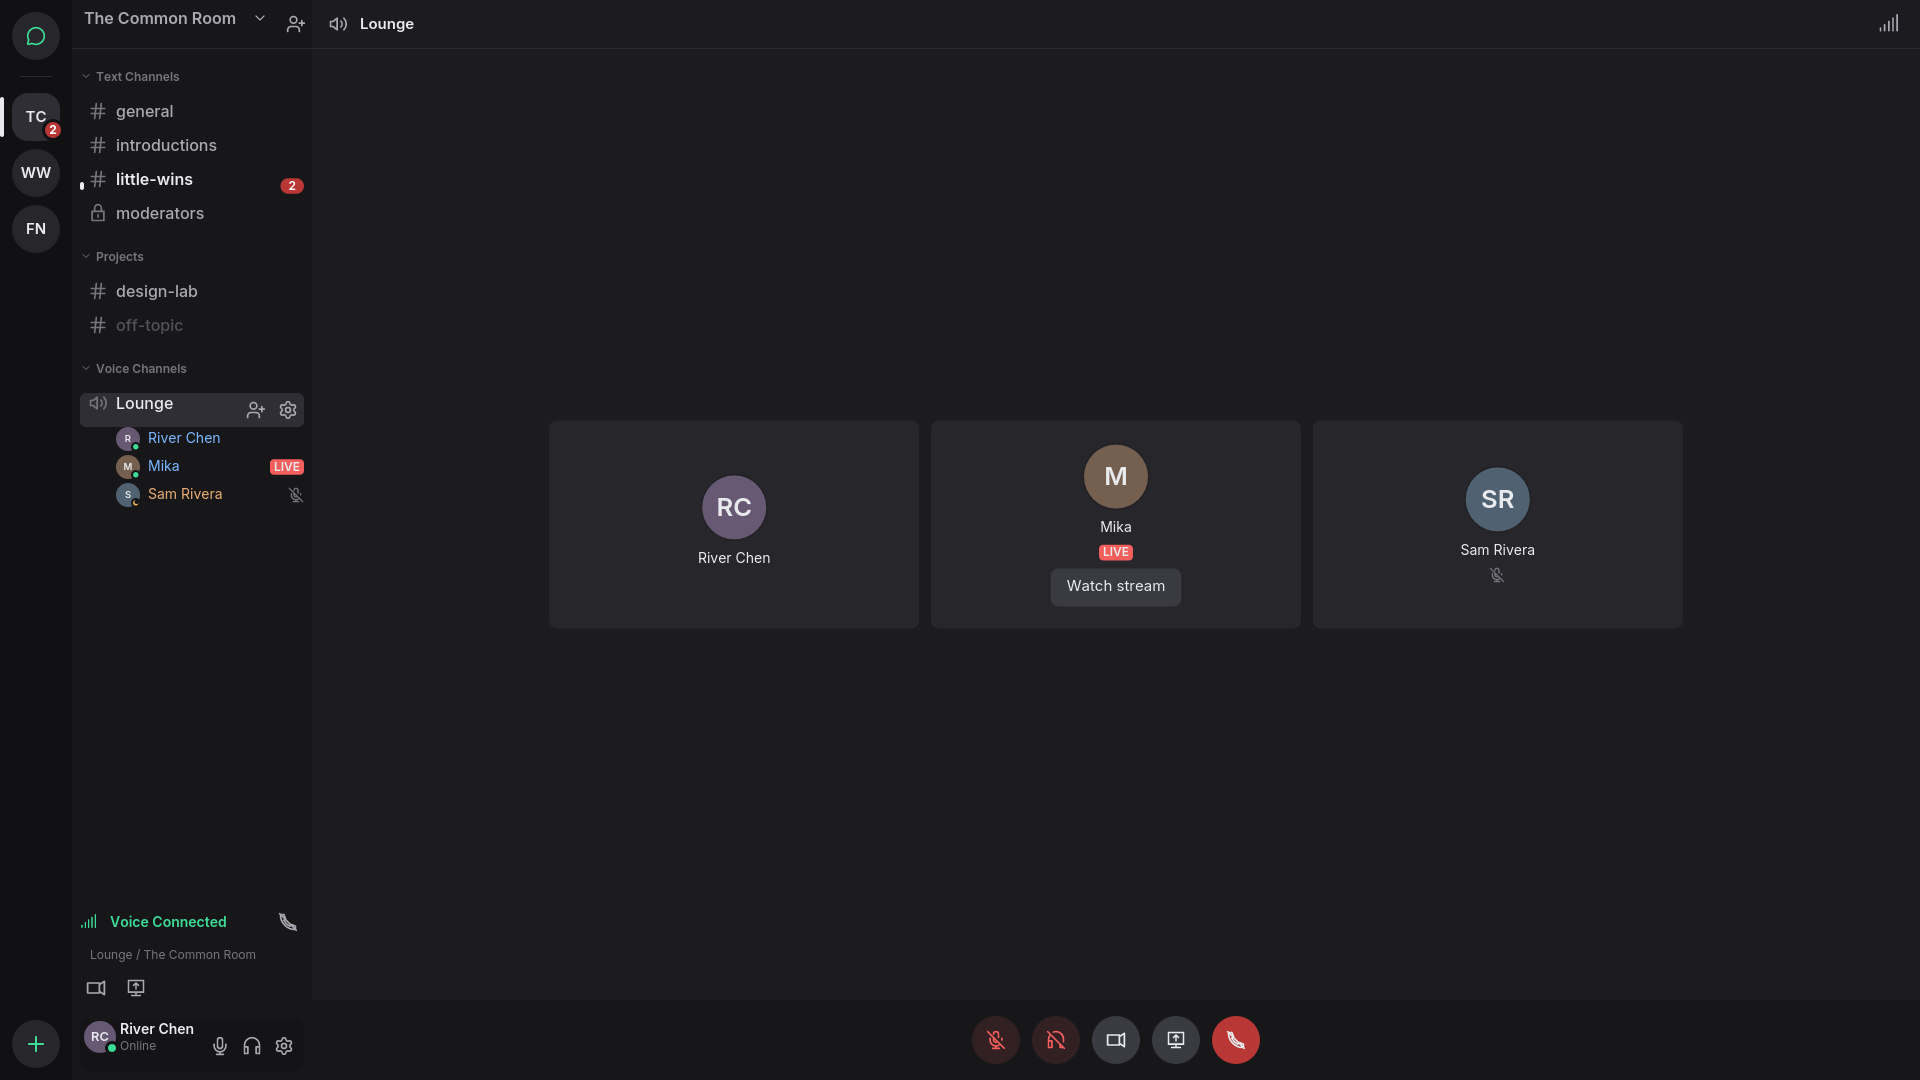 The Common Room
Lounge
TC
2
WW
FN
Text Channels
general
introductions
little-wins
2
moderators
Projects
design-lab
off-topic
Voice Channels
Lounge
R
River Chen
M
Mika
LIVE
S
Sam Rivera
RC
River Chen
M
Mika
LIVE
Watch stream
SR
Sam Rivera
Voice Connected
Lounge / The Common Room
RC
River Chen
Online